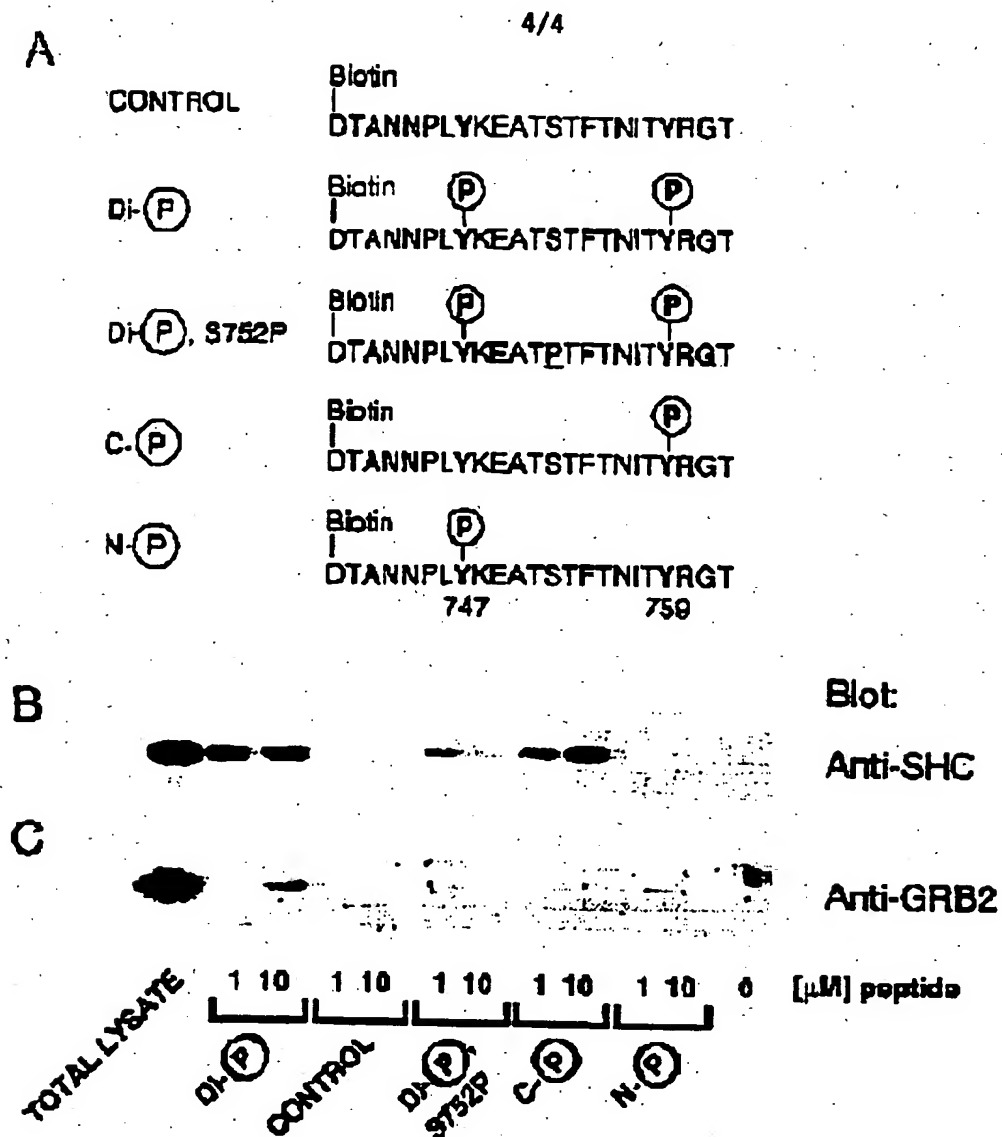 4/4
A
CONTROL
Biotin
DTANNPLYKEATSTFTNITYRGT
Di-P
Biotin P P
DTANNPLYKEATSTFTNITYRGT
Di-P, S752P
Biotin P P
DTANNPLYKEATPTFTNITYRGT
C-P
Biotin P
DTANNPLYKEATSTFTNITYRGT
N-P
Biotin P
DTANNPLYKEATSTFTNITYRGT
747 759
B
Blot:
Anti-SHC
C
Anti-GRB2
1 10 1 10 1 10 1 10 1 10 0 [µM] peptide
TOTAL LYSATE
DI-P
CONTROL
DI-P, S752P
C-P
N-P